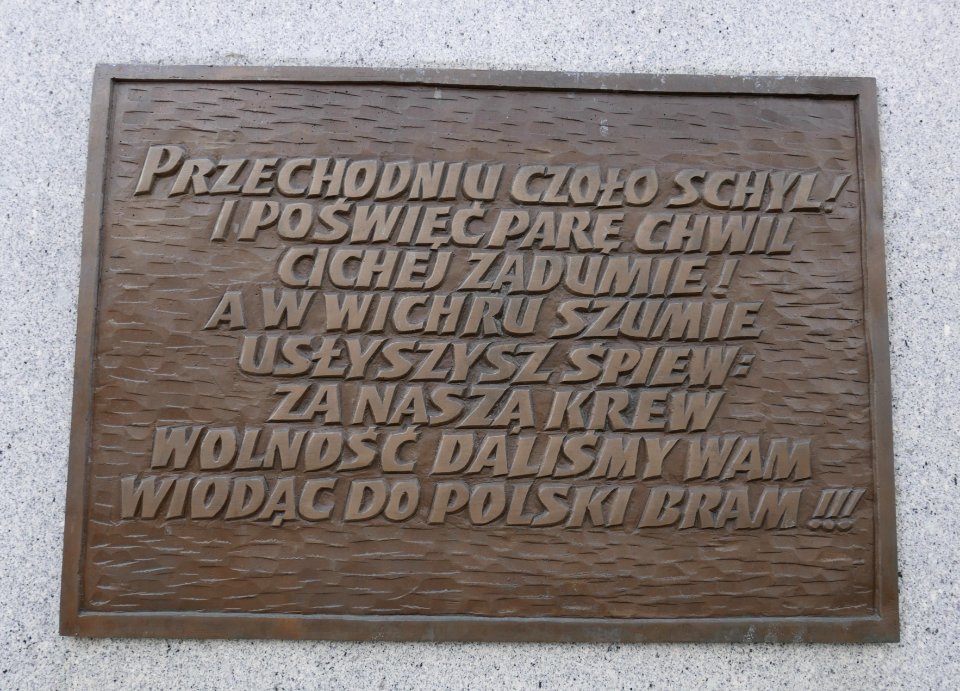 PRZECHODNIU CZOŁO SCHYL!
I POŚWIĘĆ PARĘ CHWIL
CICHEJ ZADUMIE!
A W WICHRU SZUMIE
USŁYSZYSZ ŚPIEW:
ZA NASZĄ KREW
WOLNOŚĆ DALIŚMY WAM
WIODĄC DO POLSKI BRAM!!!